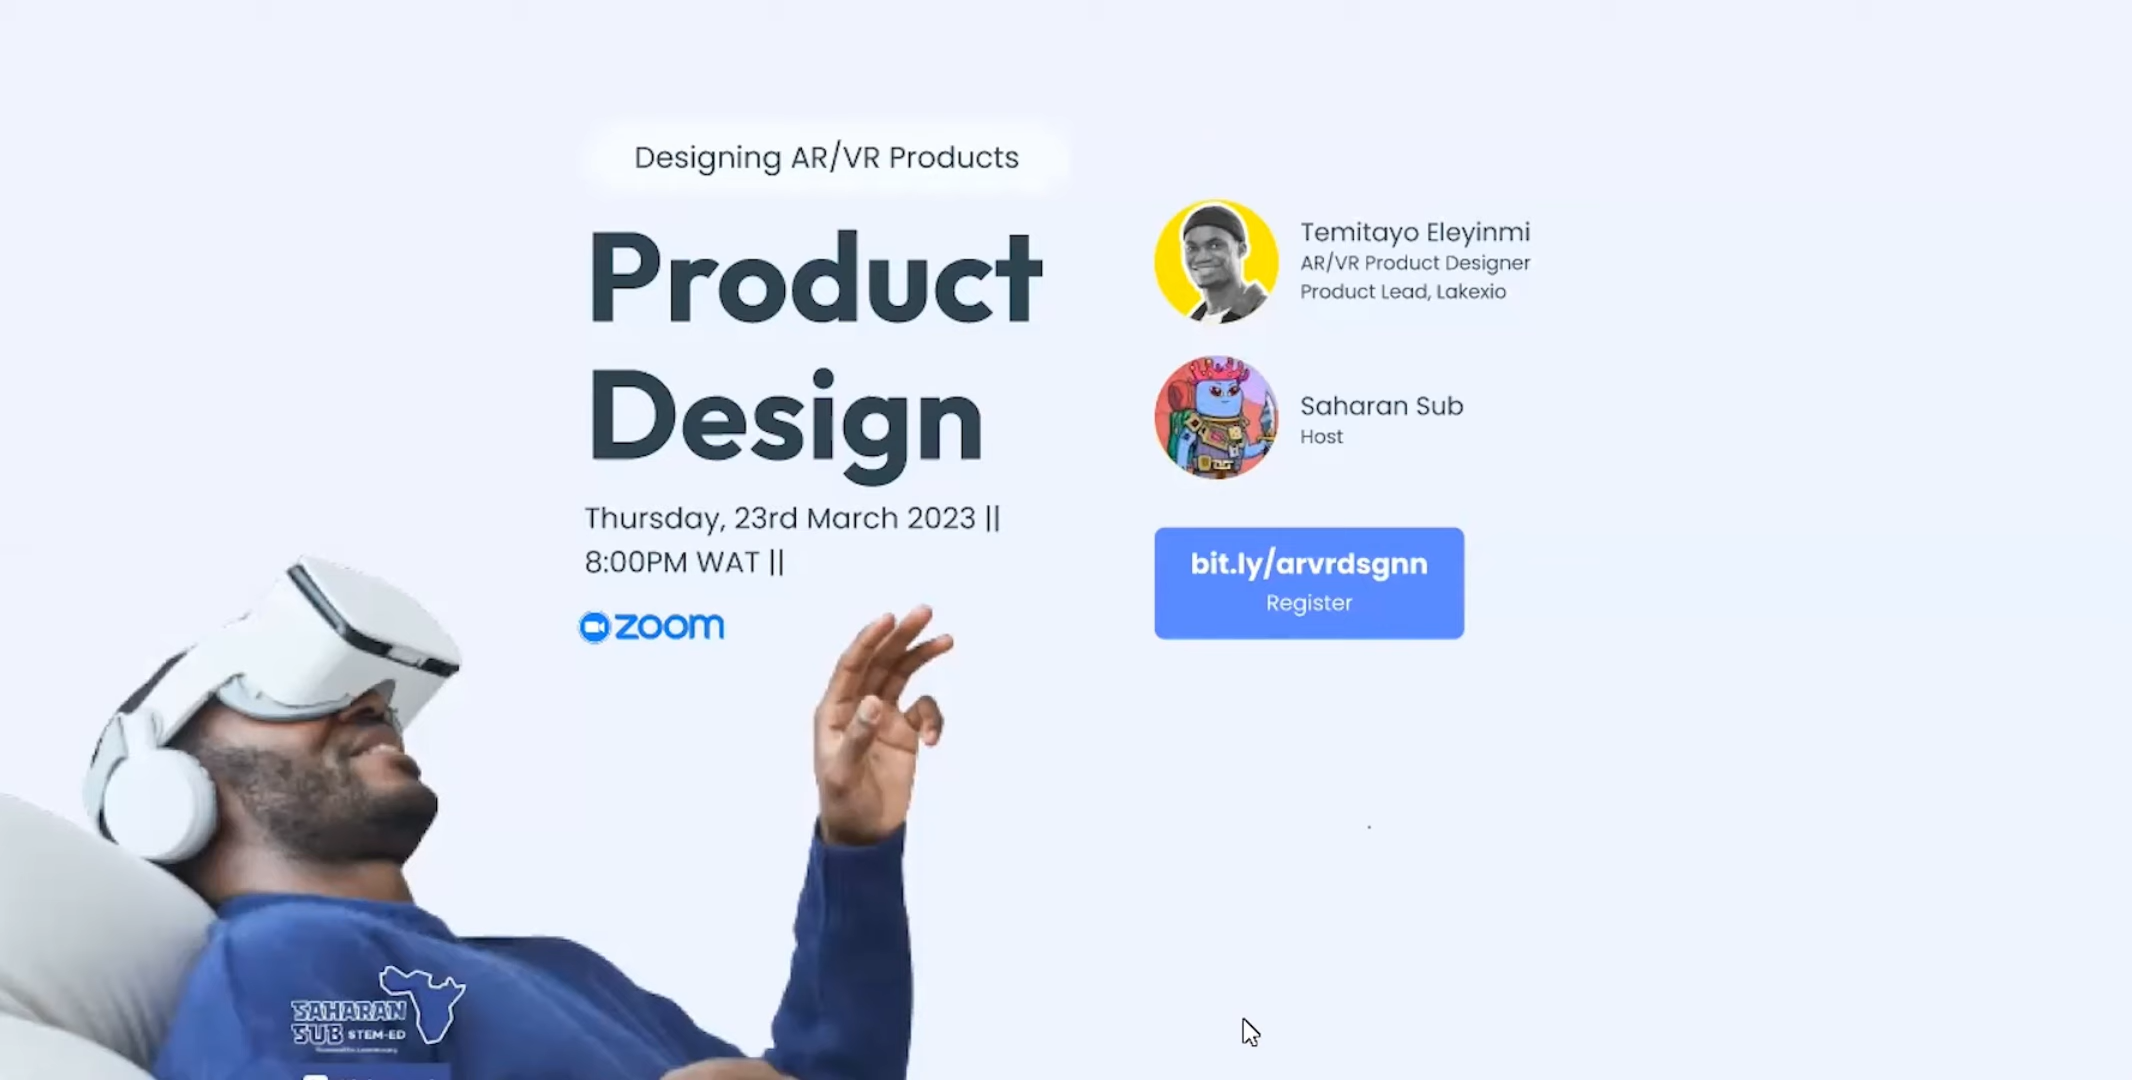 Designing AR/VR Products
Product
Design
Thursday, 23rd March 2023 ||
8:00PM WAT ||
zoom
Temitayo Eleyinmi
AR/VR Product Designer
Product Lead, Lakexio
Saharan Sub
Host
bit.ly/arvrdsgnn
Register
SAHARAN
SUB STEM-ED